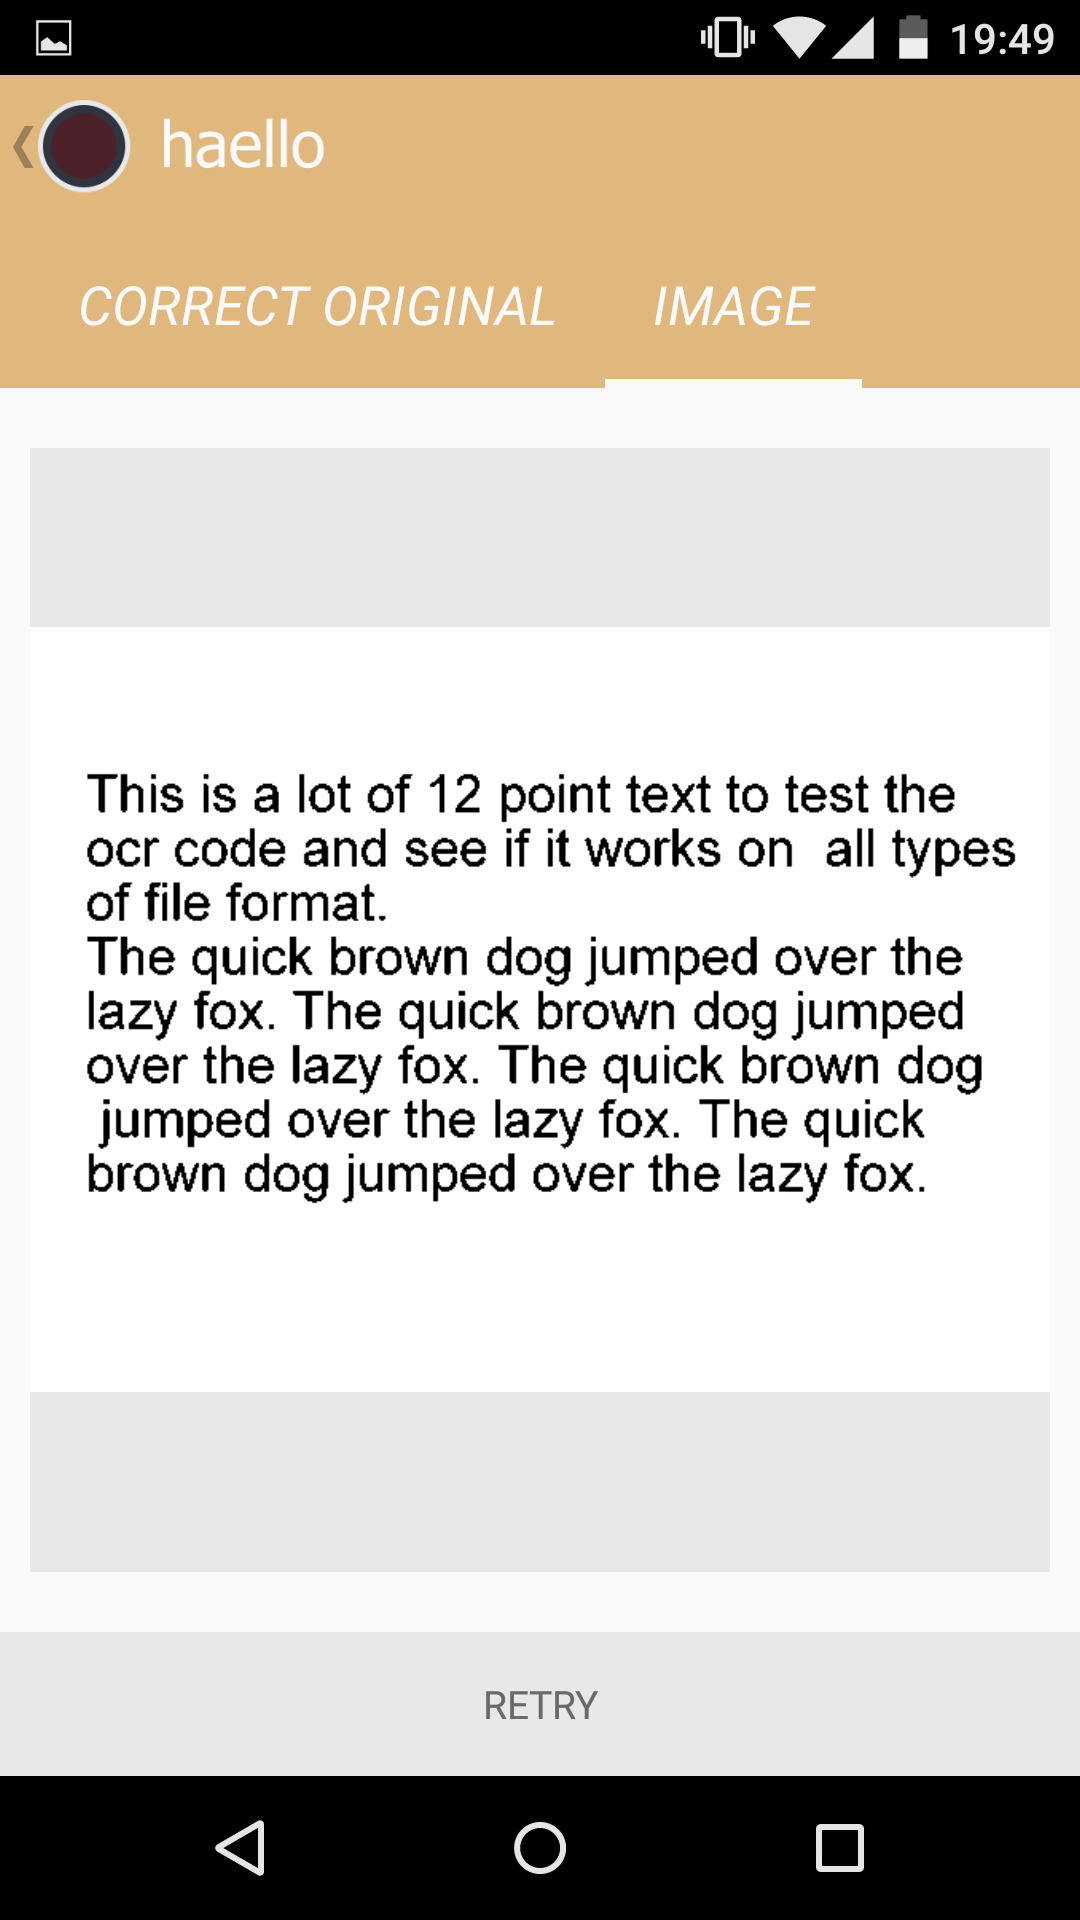 19:49
haello
CORRECT ORIGINAL IMAGE
This is a lot of 12 point text to test the
ocr code and see if it works on  all types
of file format.
The quick brown dog jumped over the
lazy fox. The quick brown dog jumped
over the lazy fox. The quick brown dog
jumped over the lazy fox. The quick
brown dog jumped over the lazy fox.
RETRY